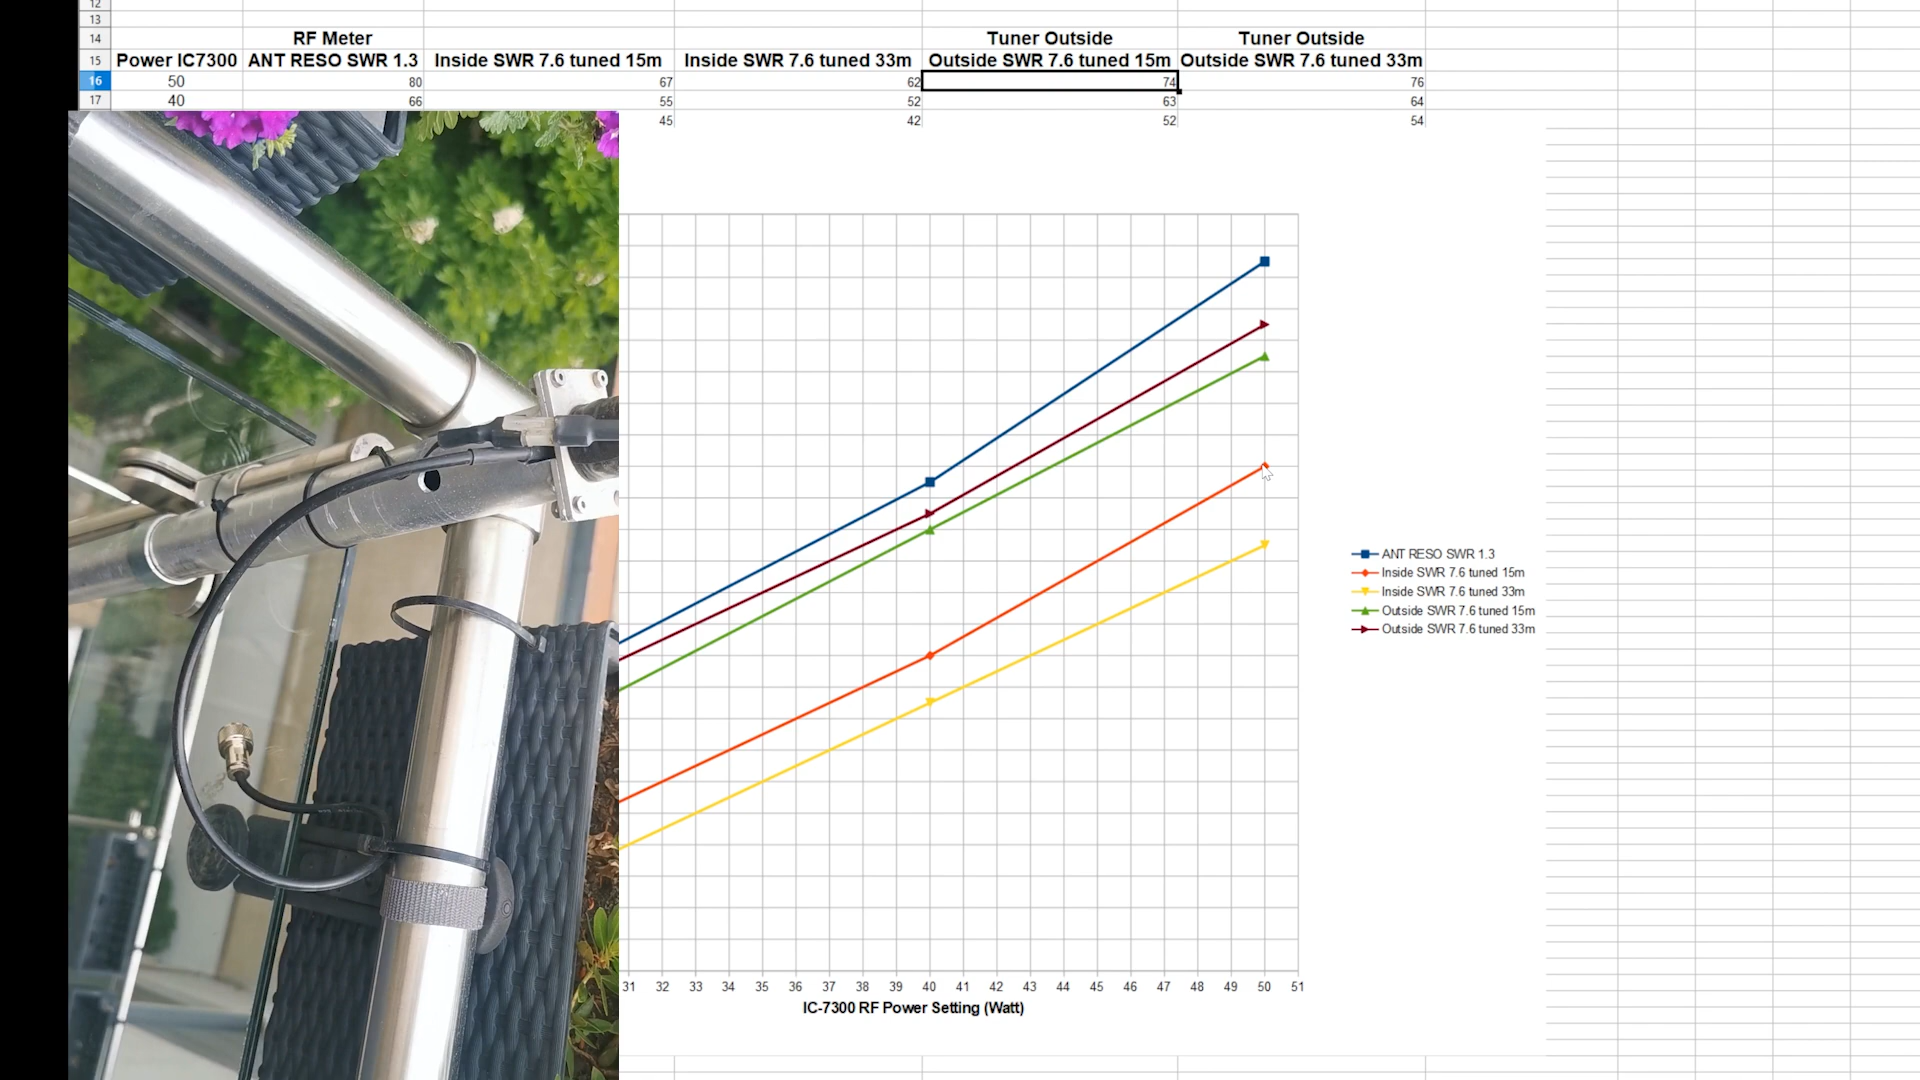 12
13
14 RF Meter Tuner Outside Tuner Outside
15 Power IC7300 ANT RESO SWR 1.3 Inside SWR 7.6 tuned 15m Inside SWR 7.6 tuned 33m Outside SWR 7.6 tuned 15m Outside SWR 7.6 tuned 33m
16 50 80 67 62 74 76
17 40 66 55 52 63 64
45 42 52 54
ANT RESO SWR 1.3
Inside SWR 7.6 tuned 15m
Inside SWR 7.6 tuned 33m
Outside SWR 7.6 tuned 15m
Outside SWR 7.6 tuned 33m
31 32 33 34 35 36 37 38 39 40 41 42 43 44 45 46 47 48 49 50 51
IC-7300 RF Power Setting (Watt)